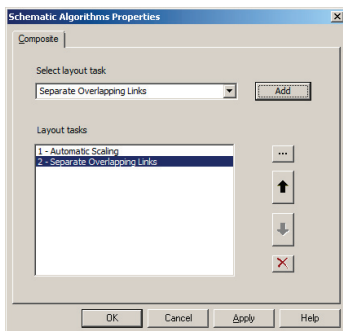 Schematic Algorithms Properties
Composite
Select layout task
Separate Overlapping Links
Add
Layout tasks
1 - Automatic Scaling
2 - Separate Overlapping Links
...
OK Cancel Apply Help